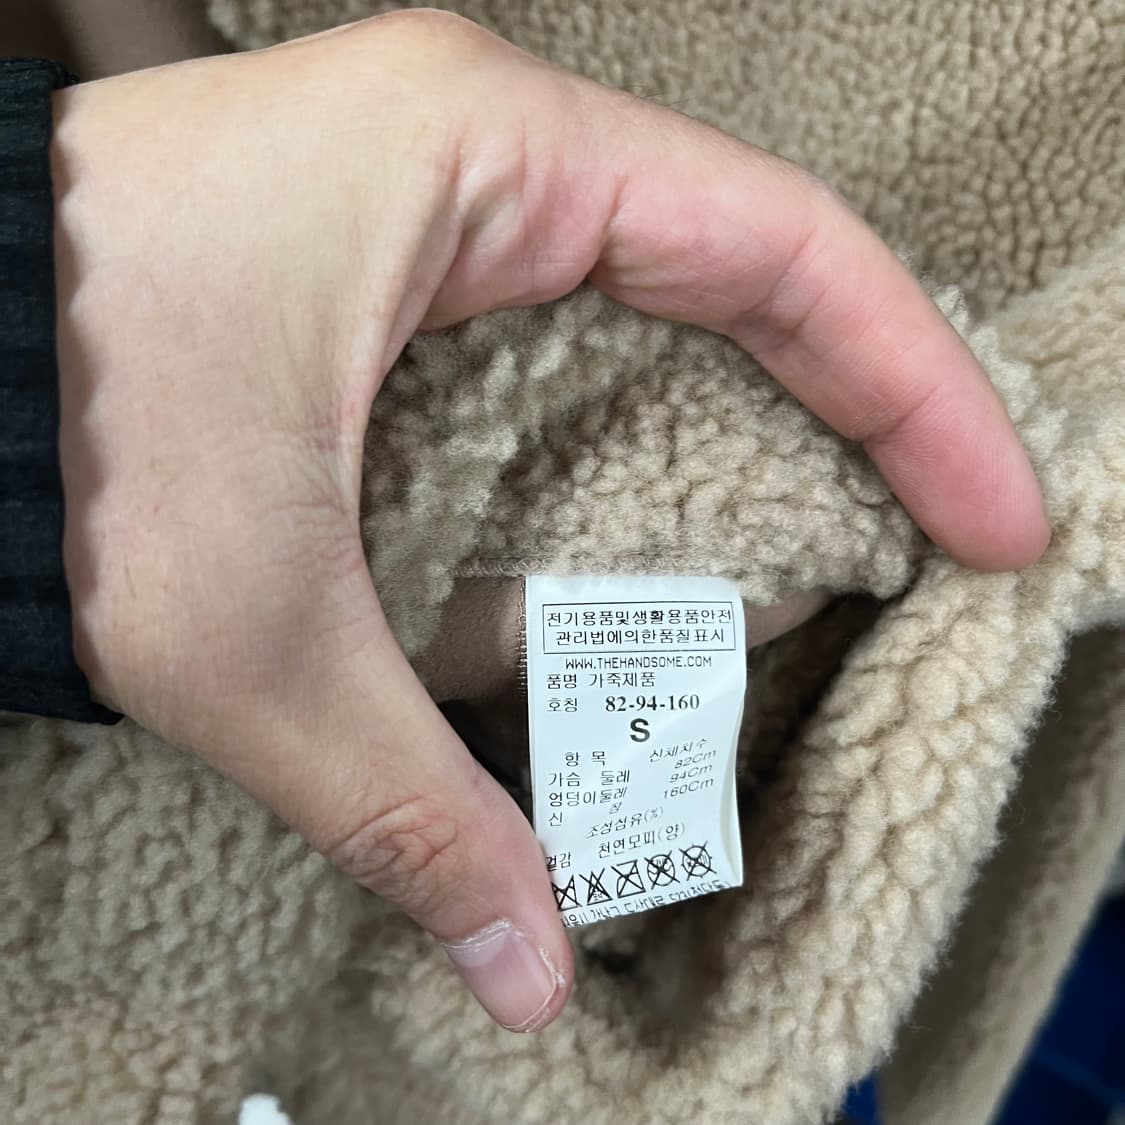 전기용품및생활용품안전
관리법에의한품질표시
WWW.THEHANDSOME.COM
품명 가죽제품
호칭 82-94-160
S
항 목 신체치수
가슴 둘레 82Cm
엉덩이둘레 94Cm
신 장 160Cm
조성섬유(%)
겉감 천연모피(양)